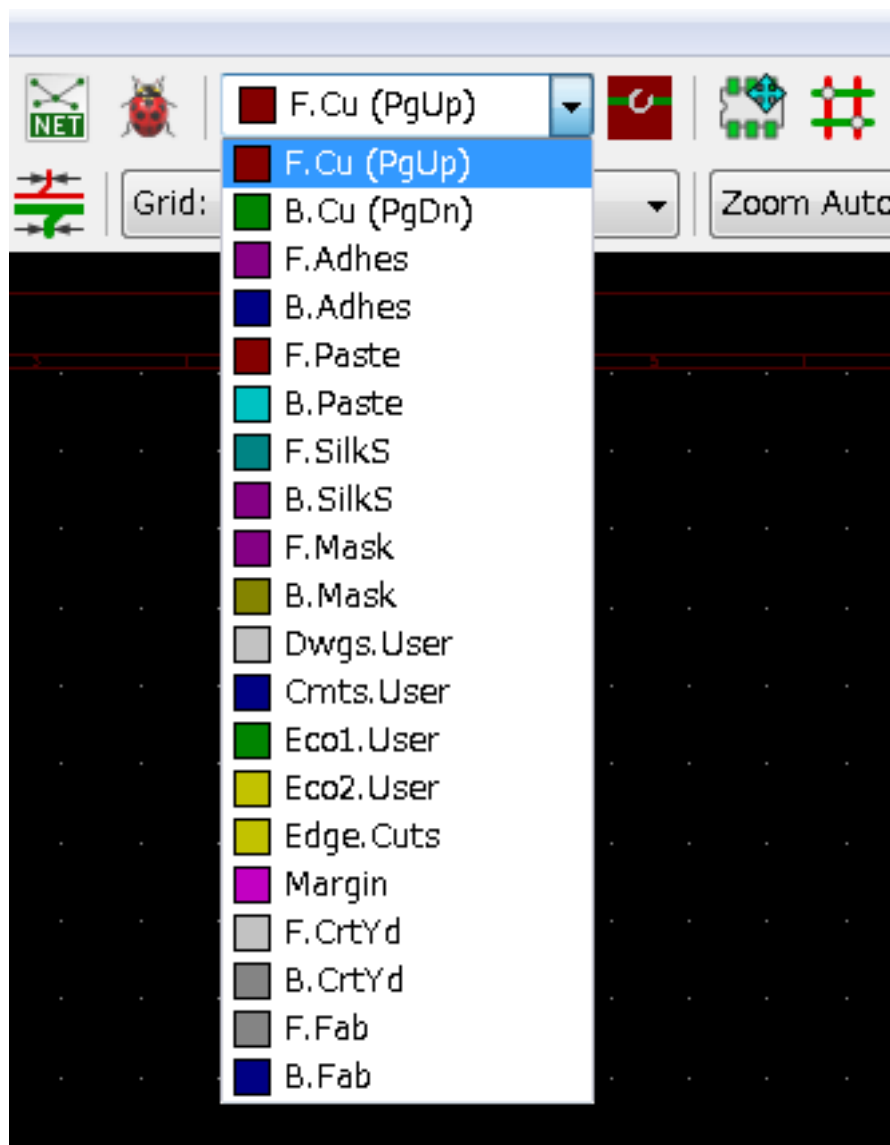 NET
F.Cu (PgUp)
F.Cu (PgUp)
Grid:
B.Cu (PgDn)
Zoom Auto
F.Adhes
B.Adhes
F.Paste
B.Paste
F.SilkS
B.SilkS
F.Mask
B.Mask
Dwgs.User
Cmts.User
Eco1.User
Eco2.User
Edge.Cuts
Margin
F.CrtYd
B.CrtYd
F.Fab
B.Fab